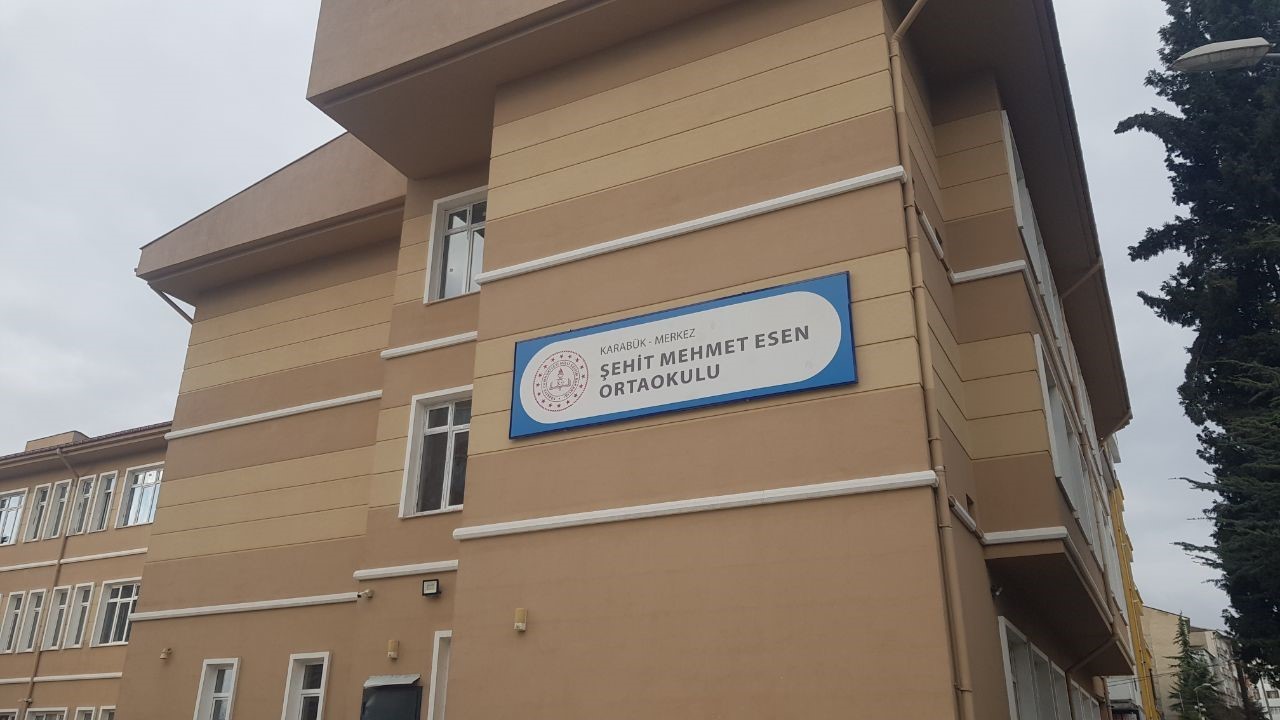 KARABÜK - MERKEZ
ŞEHİT MEHMET ESEN
ORTAOKULU